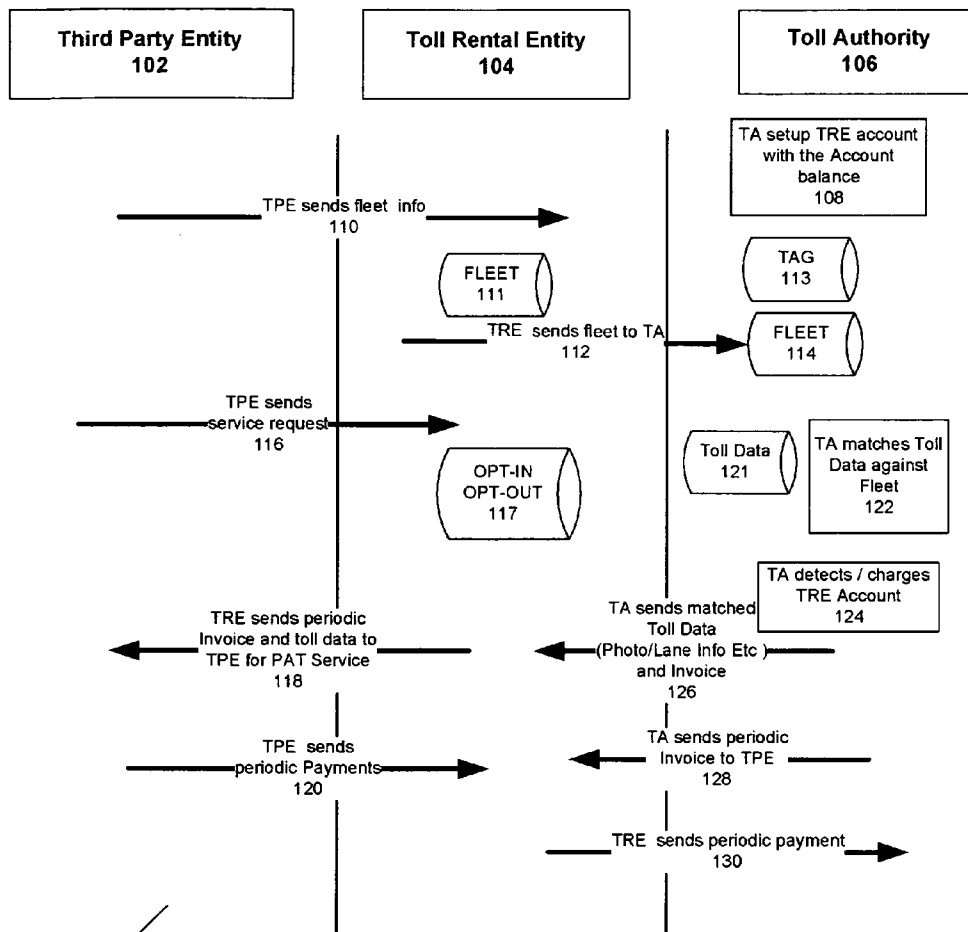 Third Party Entity
102
Toll Rental Entity
104
Toll Authority
106
TA setup TRE account
with the Account
balance
108
TPE sends fleet info
110
TAG
113
FLEET
111
TRE sends fleet to TA
112
FLEET
114
TPE sends
service request
116
OPT-IN
OPT-OUT
117
Toll Data
121
TA matches Toll
Data against
Fleet
122
TA detects / charges
TRE Account
124
TRE sends periodic
Invoice and toll data to
TPE for PAT Service
118
TA sends matched
Toll Data
(Photo/Lane Info Etc )
and Invoice
126
TPE sends
periodic Payments
120
TA sends periodic
Invoice to TPE
128
TRE sends periodic payment
130